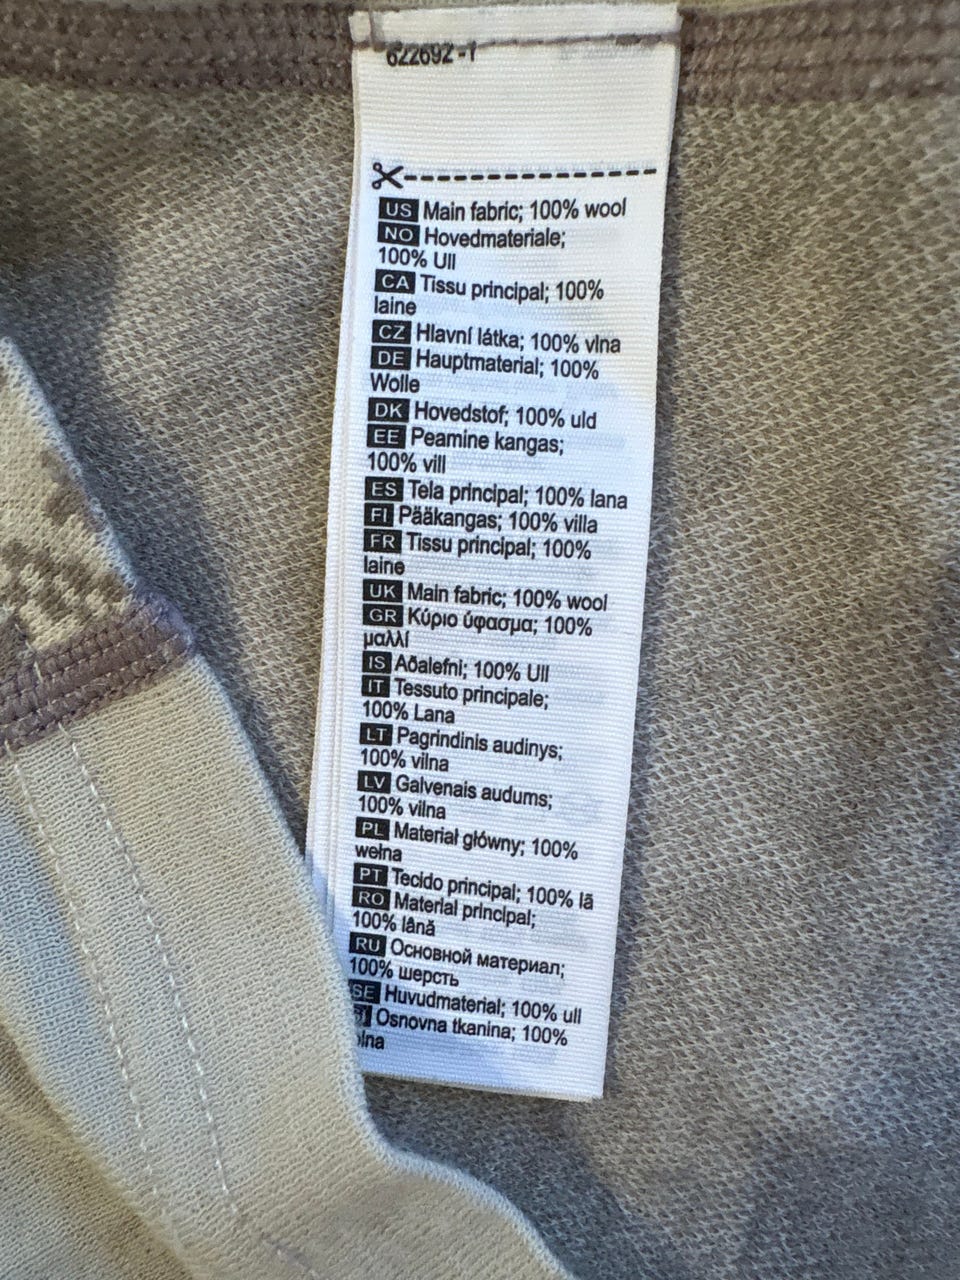 622692-1
US Main fabric; 100% wool
NO Hovedmateriale;
100% Ull
CA Tissu principal; 100%
laine
CZ Hlavní látka; 100% vlna
DE Hauptmaterial; 100%
Wolle
DK Hovedstof; 100% uld
EE Peamine kangas;
100% vill
ES Tela principal; 100% lana
FI Pääkangas; 100% villa
FR Tissu principal; 100%
laine
UK Main fabric; 100% wool
GR Κύριο ύφασμα; 100%
μαλλί
IS Aðalefni; 100% Ull
IT Tessuto principale;
100% Lana
LT Pagrindinis audinys;
100% vilna
LV Galvenais audums;
100% vilna
PL Materiał główny; 100%
wełna
PT Tecido principal; 100% lã
RO Material principal;
100% lână
RU Основной материал;
100% шерсть
SE Huvudmaterial; 100% ull
Osnovna tkanina; 100%